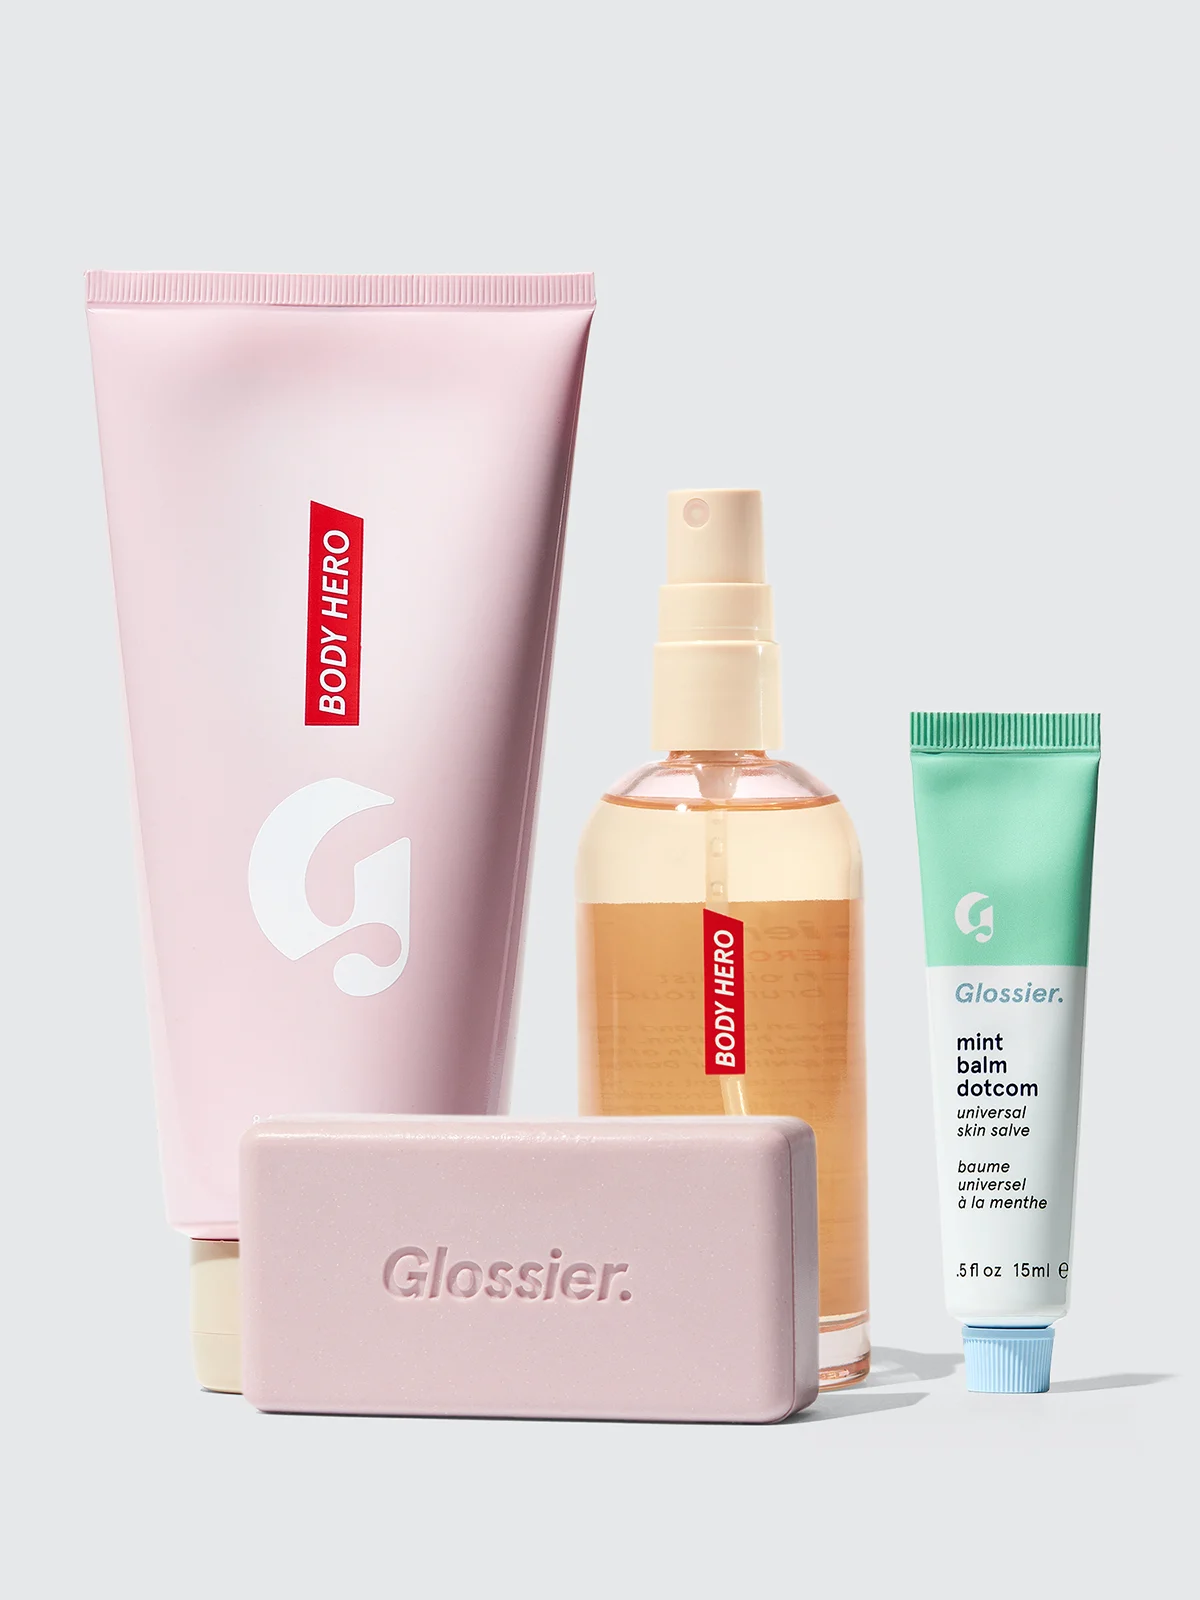 BODY HERO
G
BODY HERO
Glossier.
G
Glossier.
mint
balm
dotcom
universal
skin salve
baume
universel
à la menthe
.5 fl oz 15ml ℮